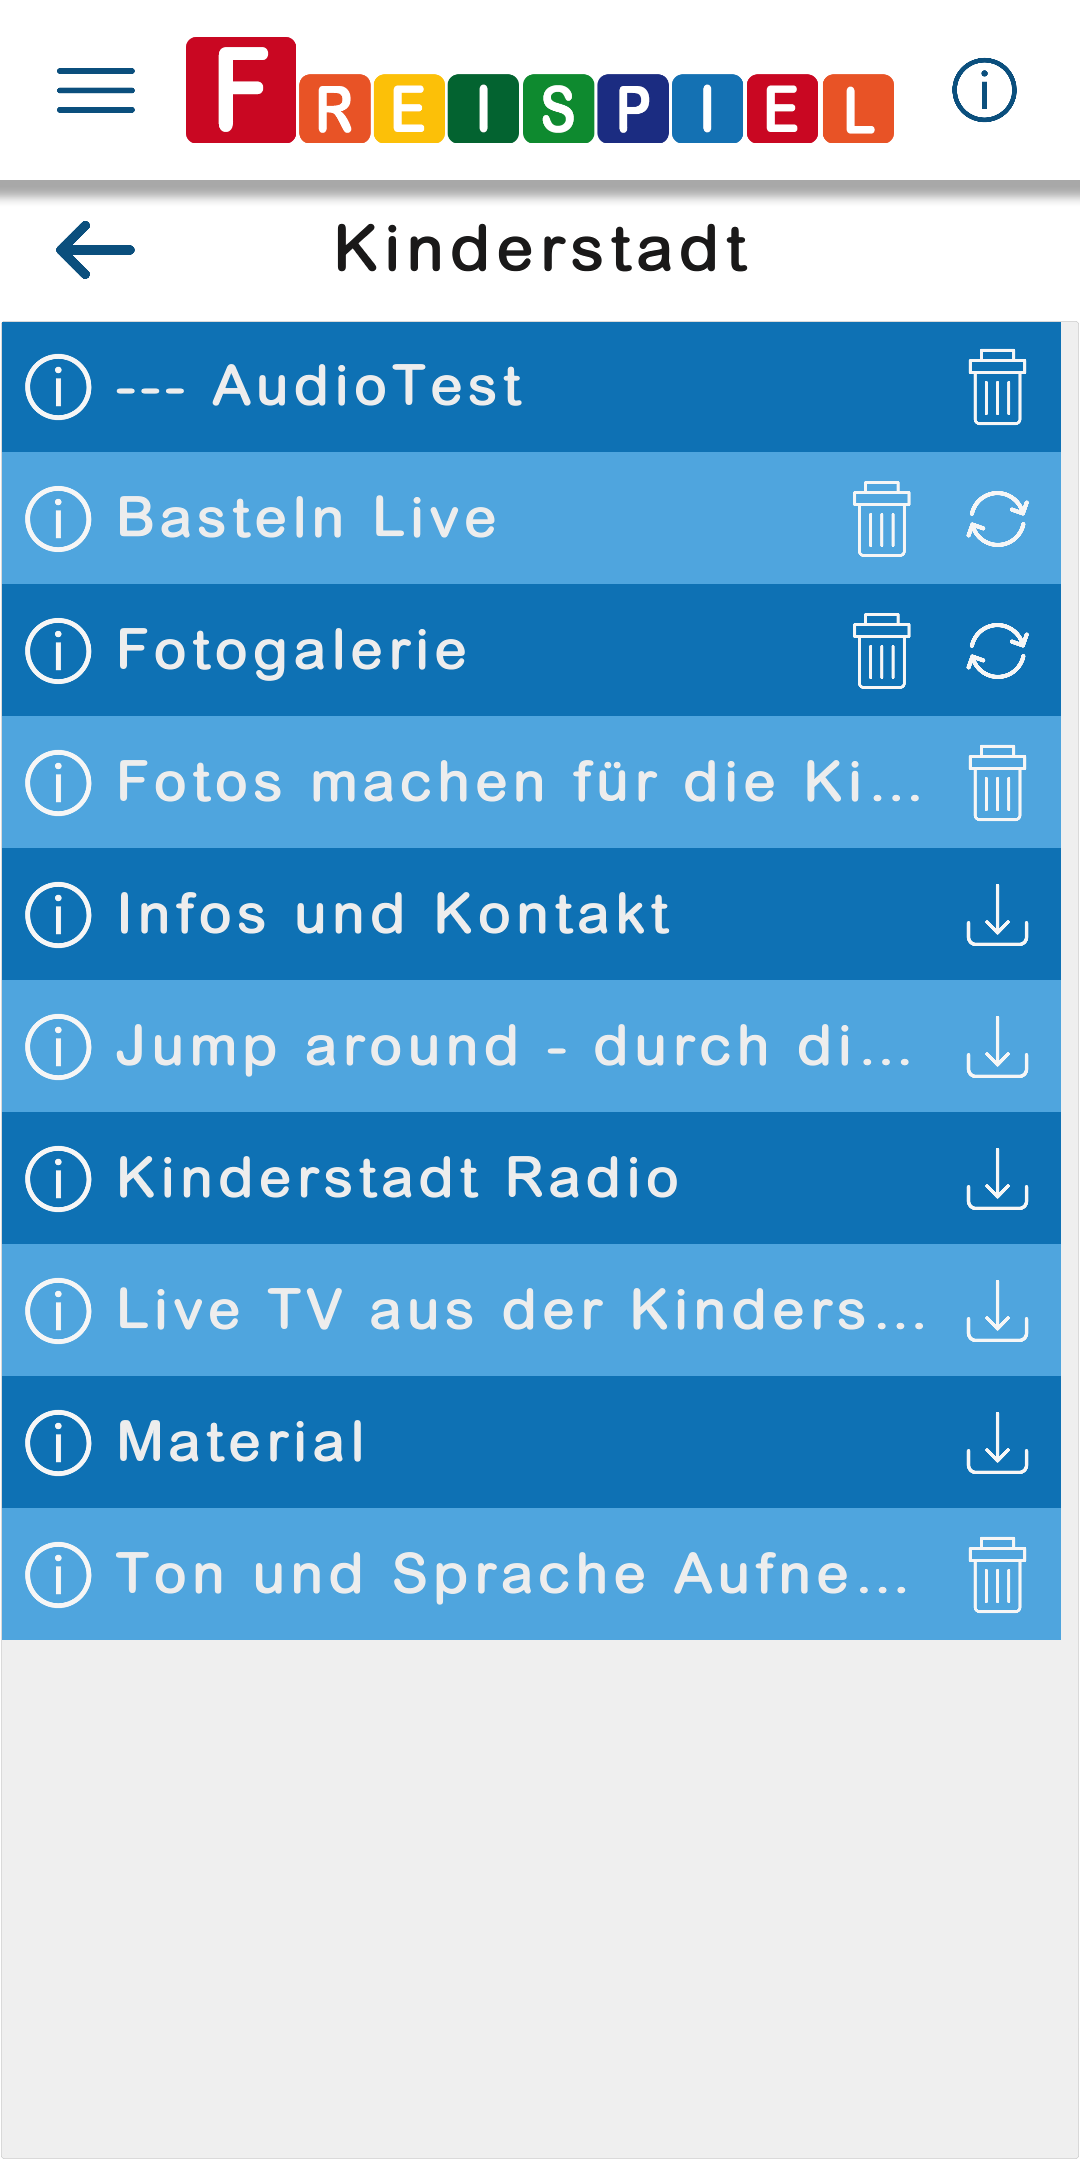 FREISPIEL
Kinderstadt
--- AudioTest
Basteln Live
Fotogalerie
Fotos machen für die Ki...
Infos und Kontakt
Jump around - durch di...
Kinderstadt Radio
Live TV aus der Kinders...
Material
Ton und Sprache Aufne...